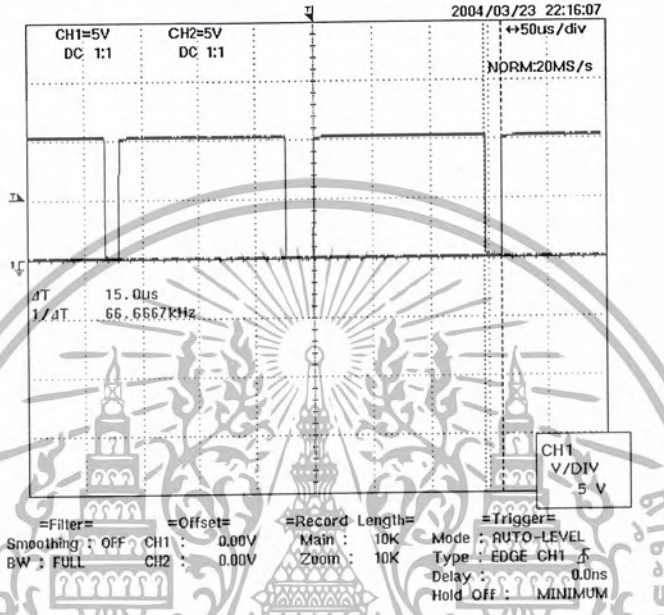 2004/03/23 22:16:07
CH1=5V CH2=5V ↔50us/div
DC 1:1 DC 1:1
NORM:20MS/s
ΔT 15.0us
1/ΔT 66.6667kHz
CH1
V/DIV
5 V
=Filter= =Offset= =Record Length= =Trigger=
Smoothing : OFF CH1 : 0.00V Main : 10K Mode : AUTO-LEVEL
BW : FULL CH2 : 0.00V Zoom : 10K Type : EDGE CH1
Delay : 0.0ns
Hold Off : MINIMUM